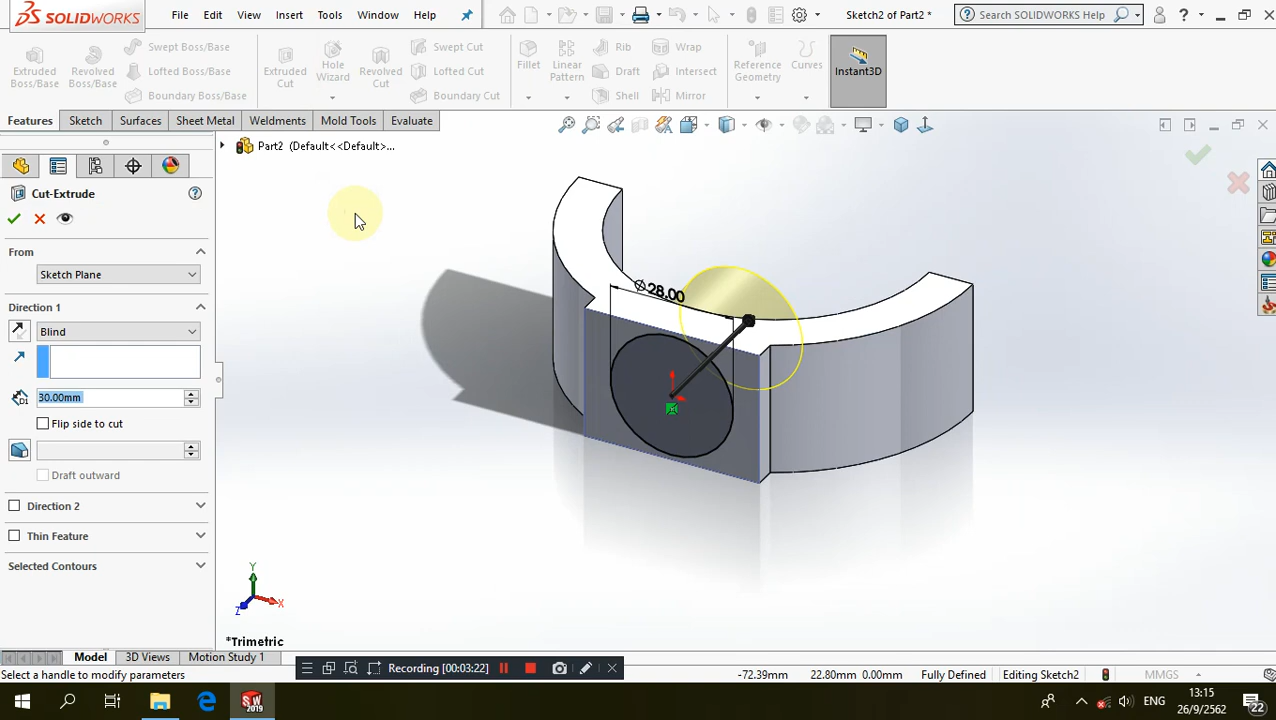 SOLIDWORKS
File Edit View Insert Tools Window Help
Sketch2 of Part2 *
Search SOLIDWORKS Help
Extruded Boss/Base
Revolved Boss/Base
Swept Boss/Base
Lofted Boss/Base
Boundary Boss/Base
Extruded Cut
Hole Wizard
Revolved Cut
Swept Cut
Lofted Cut
Boundary Cut
Fillet
Linear Pattern
Rib
Draft
Shell
Wrap
Intersect
Mirror
Reference Geometry
Curves
Instant3D
Features Sketch Surfaces Sheet Metal Weldments Mold Tools Evaluate
Part2 (Default<<Default>...
Cut-Extrude
From
Sketch Plane
Direction 1
Blind
D1
30.00mm
Flip side to cut
Draft outward
Direction 2
Thin Feature
Selected Contours
∅28.00
Y
Z
X
*Trimetric
Model 3D Views Motion Study 1
Recording [00:03:22]
Select a handle to modify parameters
-72.39mm 22.80mm 0.00mm Fully Defined Editing Sketch2 MMGS
SW
2019
ENG
13:15
26/9/2562
22